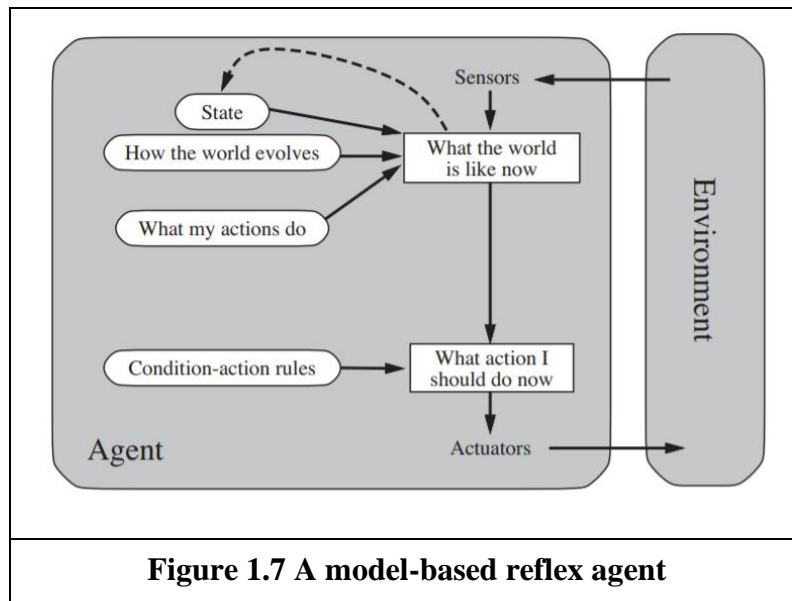 Sensors
State
How the world evolves
What the world
is like now
What my actions do
Condition-action rules
What action I
should do now
Agent
Actuators
Environment
Figure 1.7 A model-based reflex agent